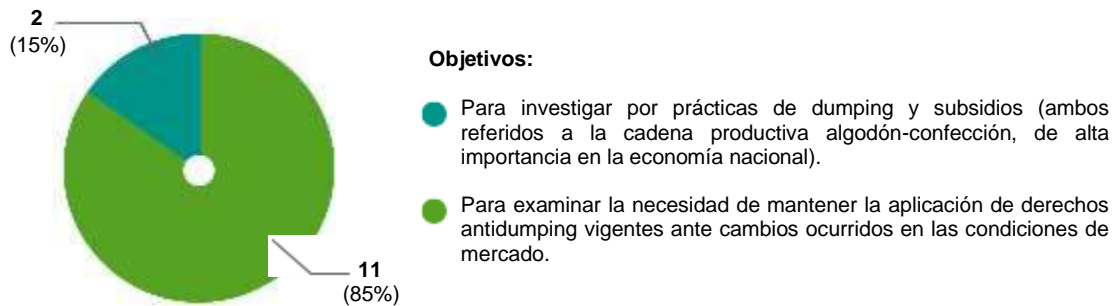 2
(15%)
Objetivos:
Para investigar por prácticas de dumping y subsidios (ambos
referidos a la cadena productiva algodón-confección, de alta
importancia en la economía nacional).
Para examinar la necesidad de mantener la aplicación de derechos
antidumping vigentes ante cambios ocurridos en las condiciones de
mercado.
11
(85%)